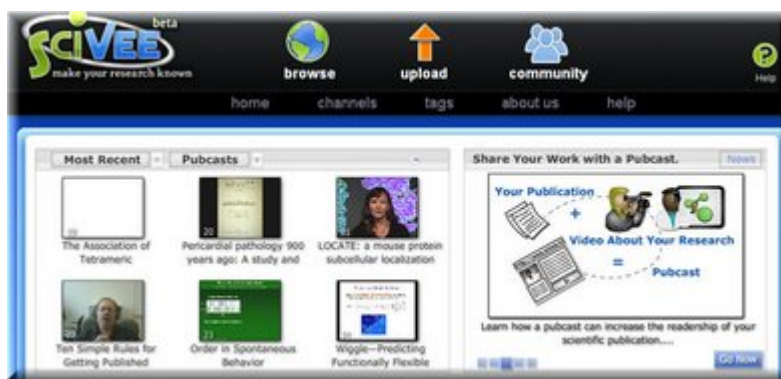 beta
SCIVEE
make your research known
browse upload community
Help
home channels tags about us help
Most Recent Pubcasts
Share Your Work with a Pubcast. News
The Association of
Tetrameric
20
Pericardial pathology 900
years ago: A study and
LOCATE: a mouse protein
subcellular localization
Ten Simple Rules for
Getting Published
23
Order in Spontaneous
Behavior
Wiggle—Predicting
Functionally Flexible
Your Publication
+
Video About Your Research
=
Pubcast
Learn how a pubcast can increase the readership of your
scientific publication....
Go Now